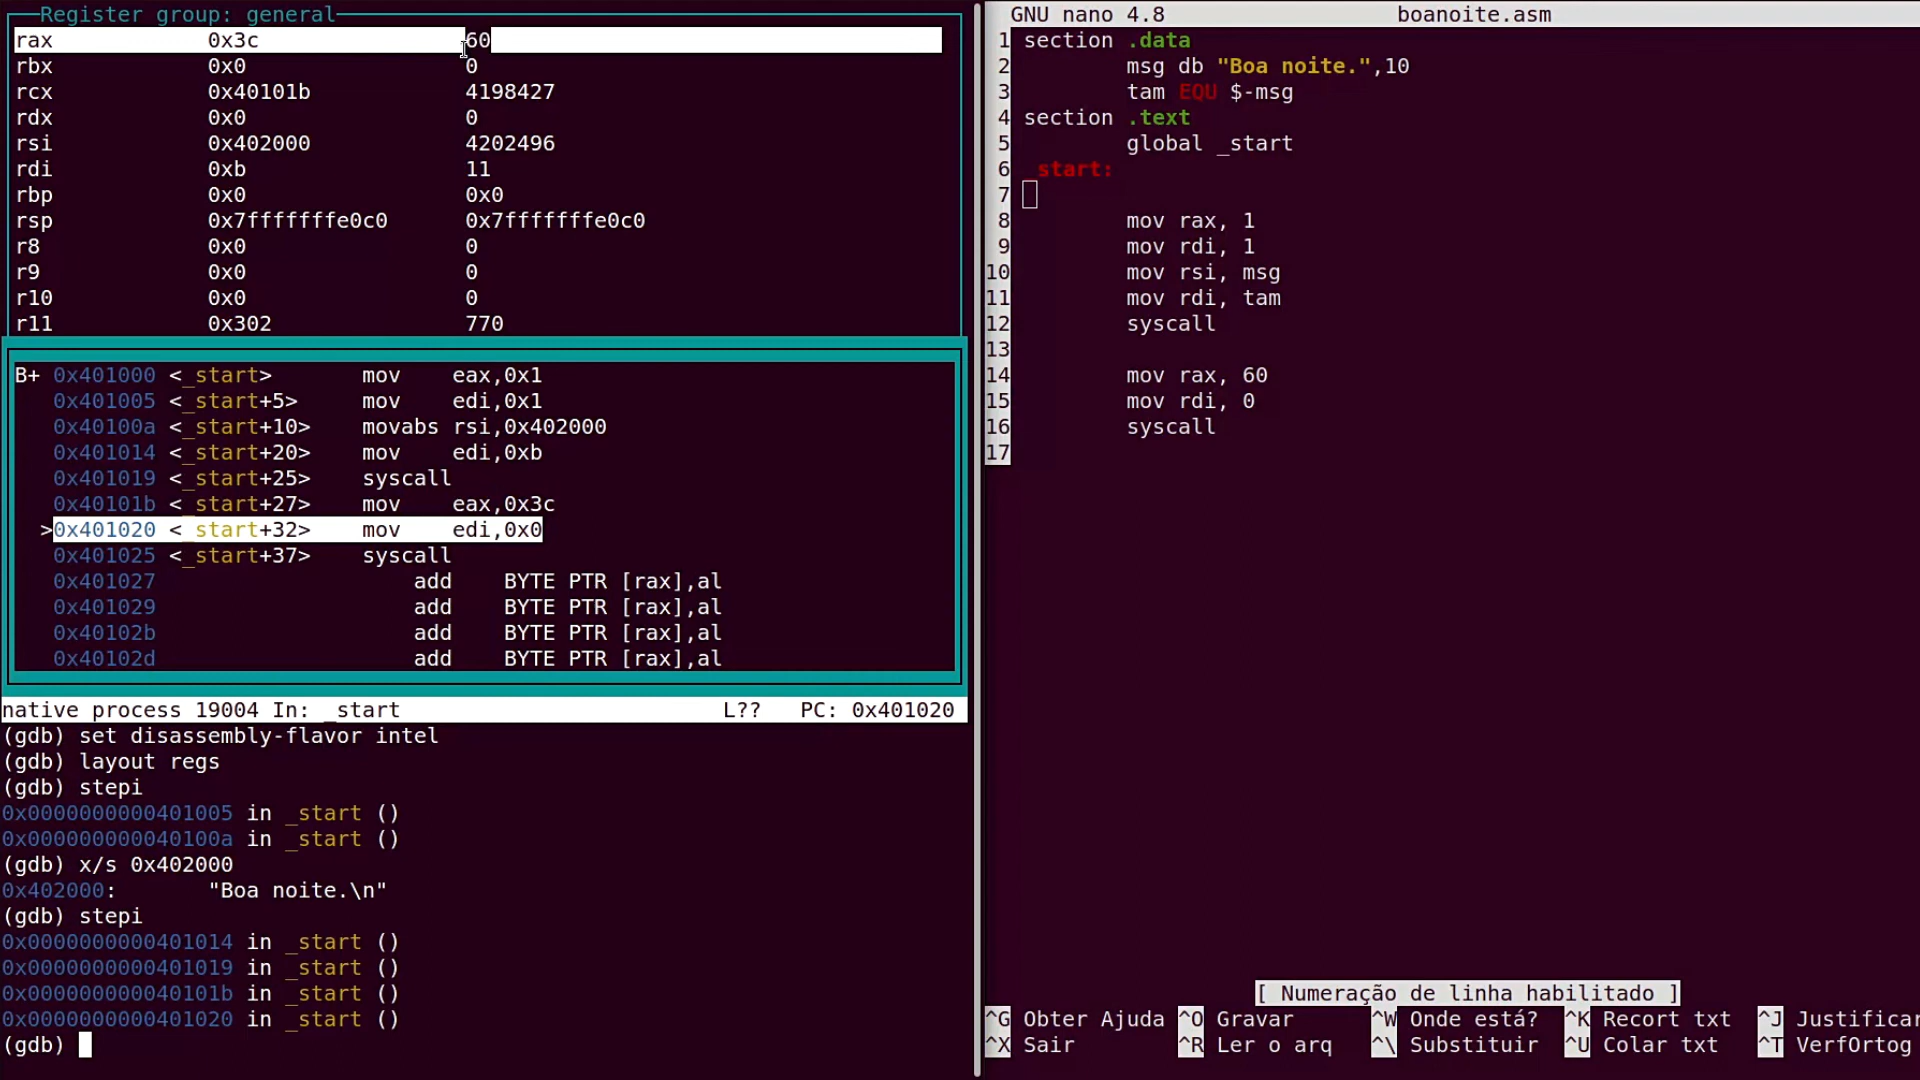 Register group: general
rax 0x3c 60
rbx 0x0 0
rcx 0x40101b 4198427
rdx 0x0 0
rsi 0x402000 4202496
rdi 0xb 11
rbp 0x0 0x0
rsp 0x7fffffffe0c0 0x7fffffffe0c0
r8 0x0 0
r9 0x0 0
r10 0x0 0
r11 0x302 770
B+ 0x401000 <_start> mov eax,0x1
0x401005 <_start+5> mov edi,0x1
0x40100a <_start+10> movabs rsi,0x402000
0x401014 <_start+20> mov edi,0xb
0x401019 <_start+25> syscall
0x40101b <_start+27> mov eax,0x3c
>0x401020 <_start+32> mov edi,0x0
0x401025 <_start+37> syscall
0x401027 add BYTE PTR [rax],al
0x401029 add BYTE PTR [rax],al
0x40102b add BYTE PTR [rax],al
0x40102d add BYTE PTR [rax],al
native process 19004 In: _start L?? PC: 0x401020
(gdb) set disassembly-flavor intel
(gdb) layout regs
(gdb) stepi
0x0000000000401005 in _start ()
0x000000000040100a in _start ()
(gdb) x/s 0x402000
0x402000: "Boa noite.\n"
(gdb) stepi
0x0000000000401014 in _start ()
0x0000000000401019 in _start ()
0x000000000040101b in _start ()
0x0000000000401020 in _start ()
(gdb)
GNU nano 4.8 boanoite.asm
1 section .data
2 msg db "Boa noite.",10
3 tam EQU $-msg
4 section .text
5 global _start
6 _start:
7
8 mov rax, 1
9 mov rdi, 1
10 mov rsi, msg
11 mov rdi, tam
12 syscall
13
14 mov rax, 60
15 mov rdi, 0
16 syscall
17
[ Numeração de linha habilitado ]
^G Obter Ajuda ^O Gravar ^W Onde está? ^K Recort txt ^J Justificar
^X Sair ^R Ler o arq ^\ Substituir ^U Colar txt ^T VerfOrtog